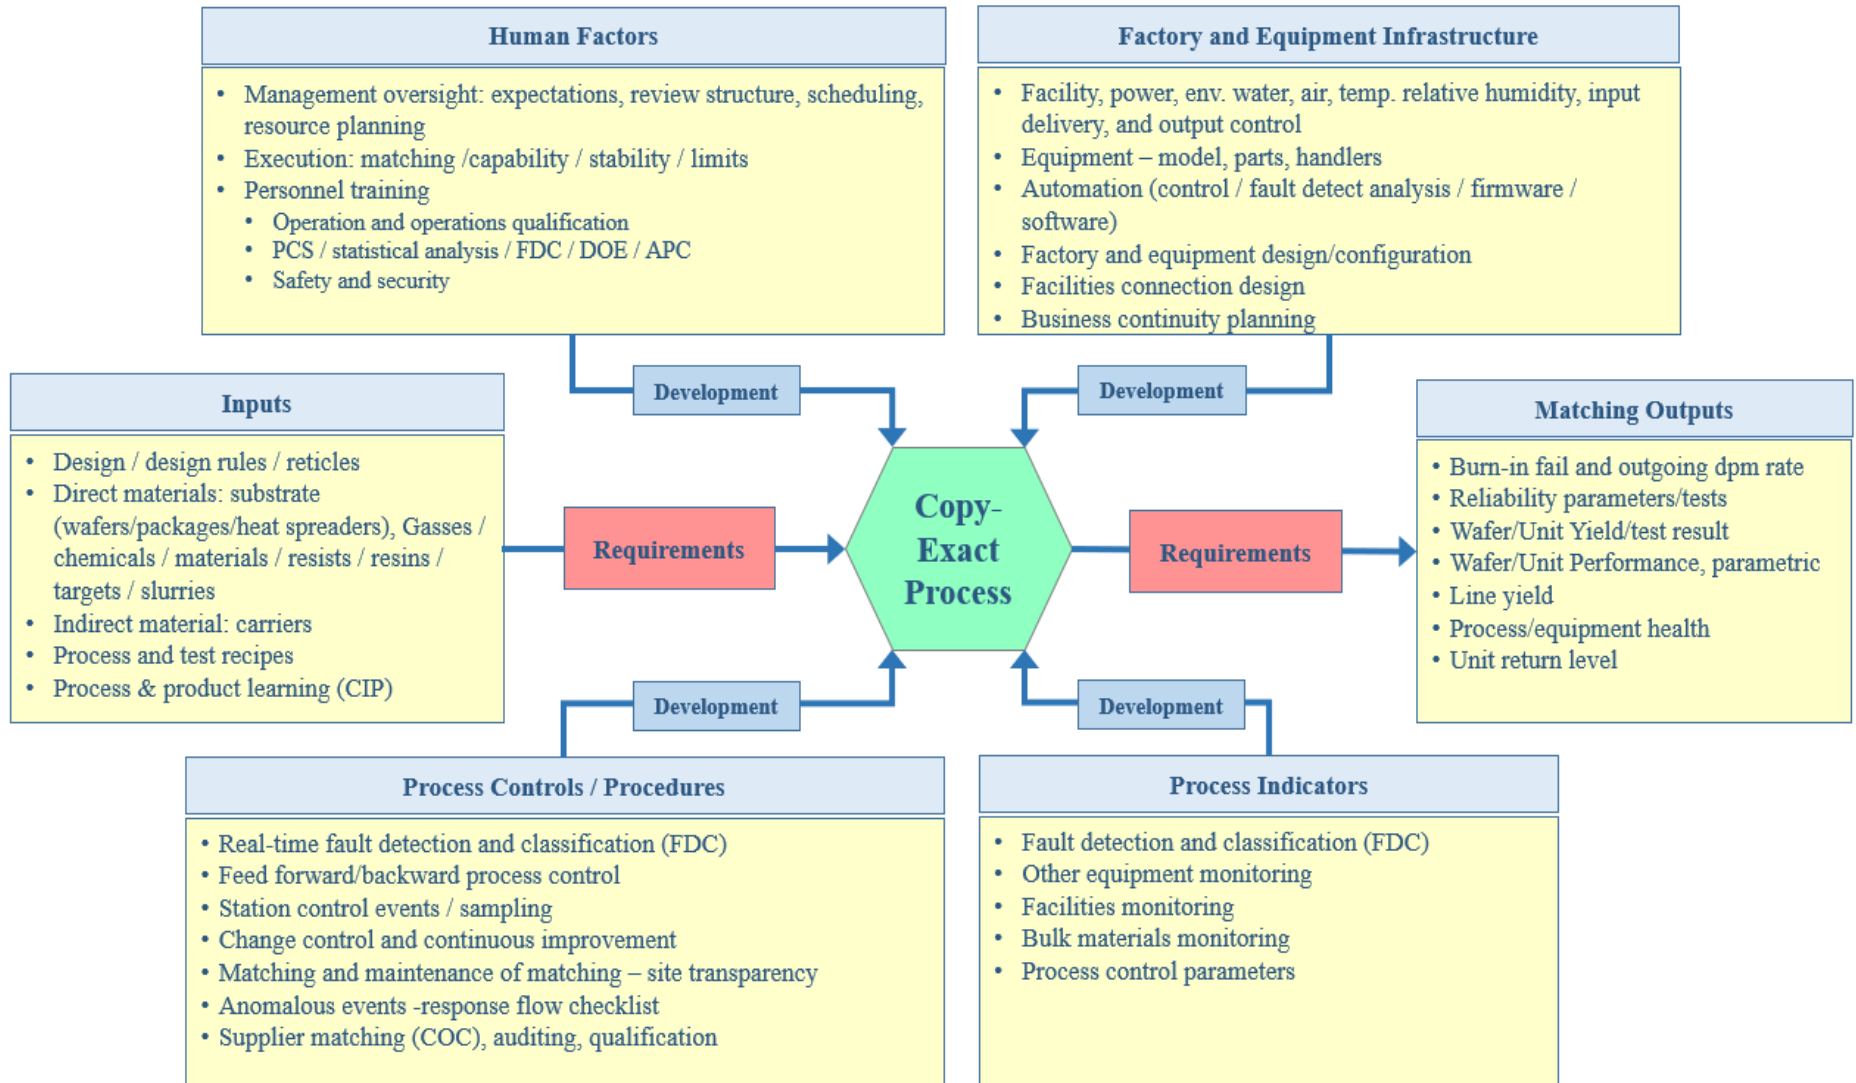 Human Factors
• Management oversight: expectations, review structure, scheduling,
resource planning
• Execution: matching /capability / stability / limits
• Personnel training
• Operation and operations qualification
• PCS / statistical analysis / FDC / DOE / APC
• Safety and security
Factory and Equipment Infrastructure
• Facility, power, env. water, air, temp. relative humidity, input
delivery, and output control
• Equipment – model, parts, handlers
• Automation (control / fault detect analysis / firmware /
software)
• Factory and equipment design/configuration
• Facilities connection design
• Business continuity planning
Development
Development
Inputs
• Design / design rules / reticles
• Direct materials: substrate
(wafers/packages/heat spreaders), Gasses /
chemicals / materials / resists / resins /
targets / slurries
• Indirect material: carriers
• Process and test recipes
• Process & product learning (CIP)
Requirements
Copy-
Exact
Process
Requirements
Matching Outputs
• Burn-in fail and outgoing dpm rate
• Reliability parameters/tests
• Wafer/Unit Yield/test result
• Wafer/Unit Performance, parametric
• Line yield
• Process/equipment health
• Unit return level
Development
Development
Process Controls / Procedures
• Real-time fault detection and classification (FDC)
• Feed forward/backward process control
• Station control events / sampling
• Change control and continuous improvement
• Matching and maintenance of matching – site transparency
• Anomalous events -response flow checklist
• Supplier matching (COC), auditing, qualification
Process Indicators
• Fault detection and classification (FDC)
• Other equipment monitoring
• Facilities monitoring
• Bulk materials monitoring
• Process control parameters